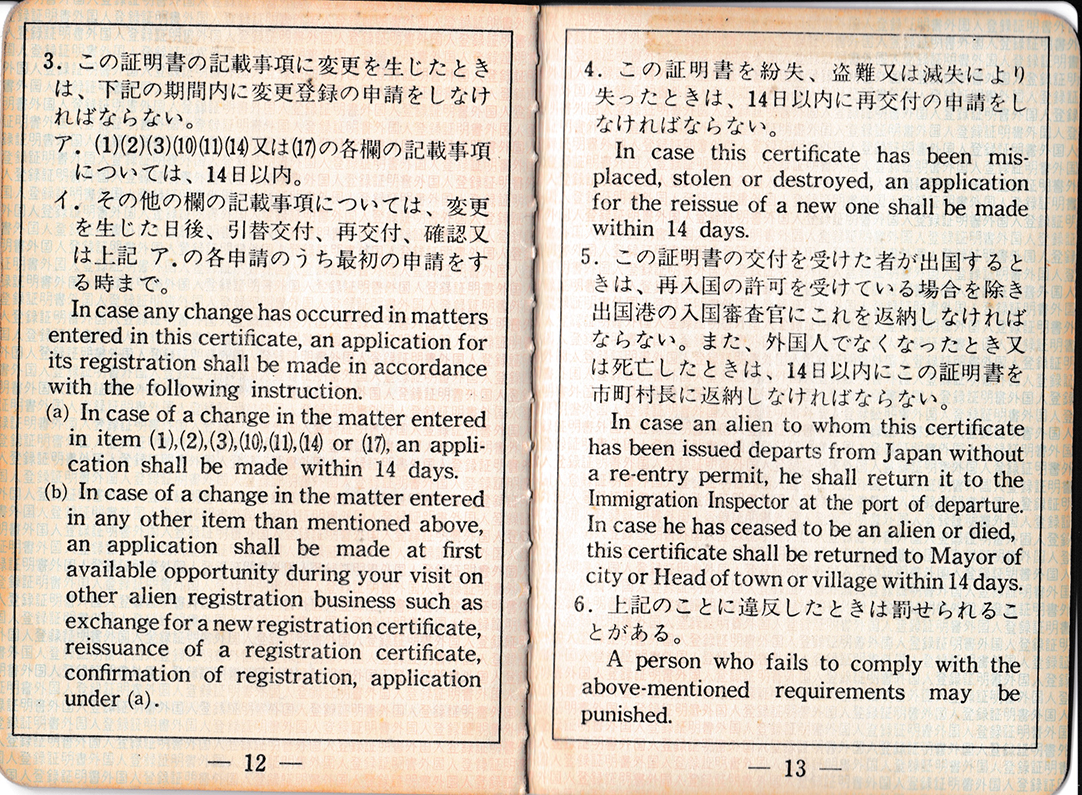 3．この証明書の記載事項に変更を生じたとき
は、下記の期間内に変更登録の申請をしなけ
ればならない。
ア．(1)(2)(3)(10)(11)(14)又は(17)の各欄の記載事項
については、14日以内。
イ．その他の欄の記載事項については、変更
を生じた日後、引替交付、再交付、確認又
は上記 ア．の各申請のうち最初の申請をす
る時まで。
In case any change has occurred in matters
entered in this certificate, an application for
its registration shall be made in accordance
with the following instruction.
(a) In case of a change in the matter entered
in item (1),(2),(3),(10),(11),(14) or (17), an appli-
cation shall be made within 14 days.
(b) In case of a change in the matter entered
in any other item than mentioned above,
an application shall be made at first
available opportunity during your visit on
other alien registration business such as
exchange for a new registration certificate,
reissuance of a registration certificate,
confirmation of registration, application
under (a).
— 12 —
4．この証明書を紛失、盗難又は滅失により
失ったときは、14日以内に再交付の申請をし
なければならない。
In case this certificate has been mis-
placed, stolen or destroyed, an application
for the reissue of a new one shall be made
within 14 days.
5．この証明書の交付を受けた者が出国すると
きは、再入国の許可を受けている場合を除き
出国港の入国審査官にこれを返納しなければ
ならない。また、外国人でなくなったとき又
は死亡したときは、14日以内にこの証明書を
市町村長に返納しなければならない。
In case an alien to whom this certificate
has been issued departs from Japan without
a re-entry permit, he shall return it to the
Immigration Inspector at the port of departure.
In case he has ceased to be an alien or died,
this certificate shall be returned to Mayor of
city or Head of town or village within 14 days.
6．上記のことに違反したときは罰せられるこ
とがある。
A person who fails to comply with the
above-mentioned requirements may be
punished.
— 13 —